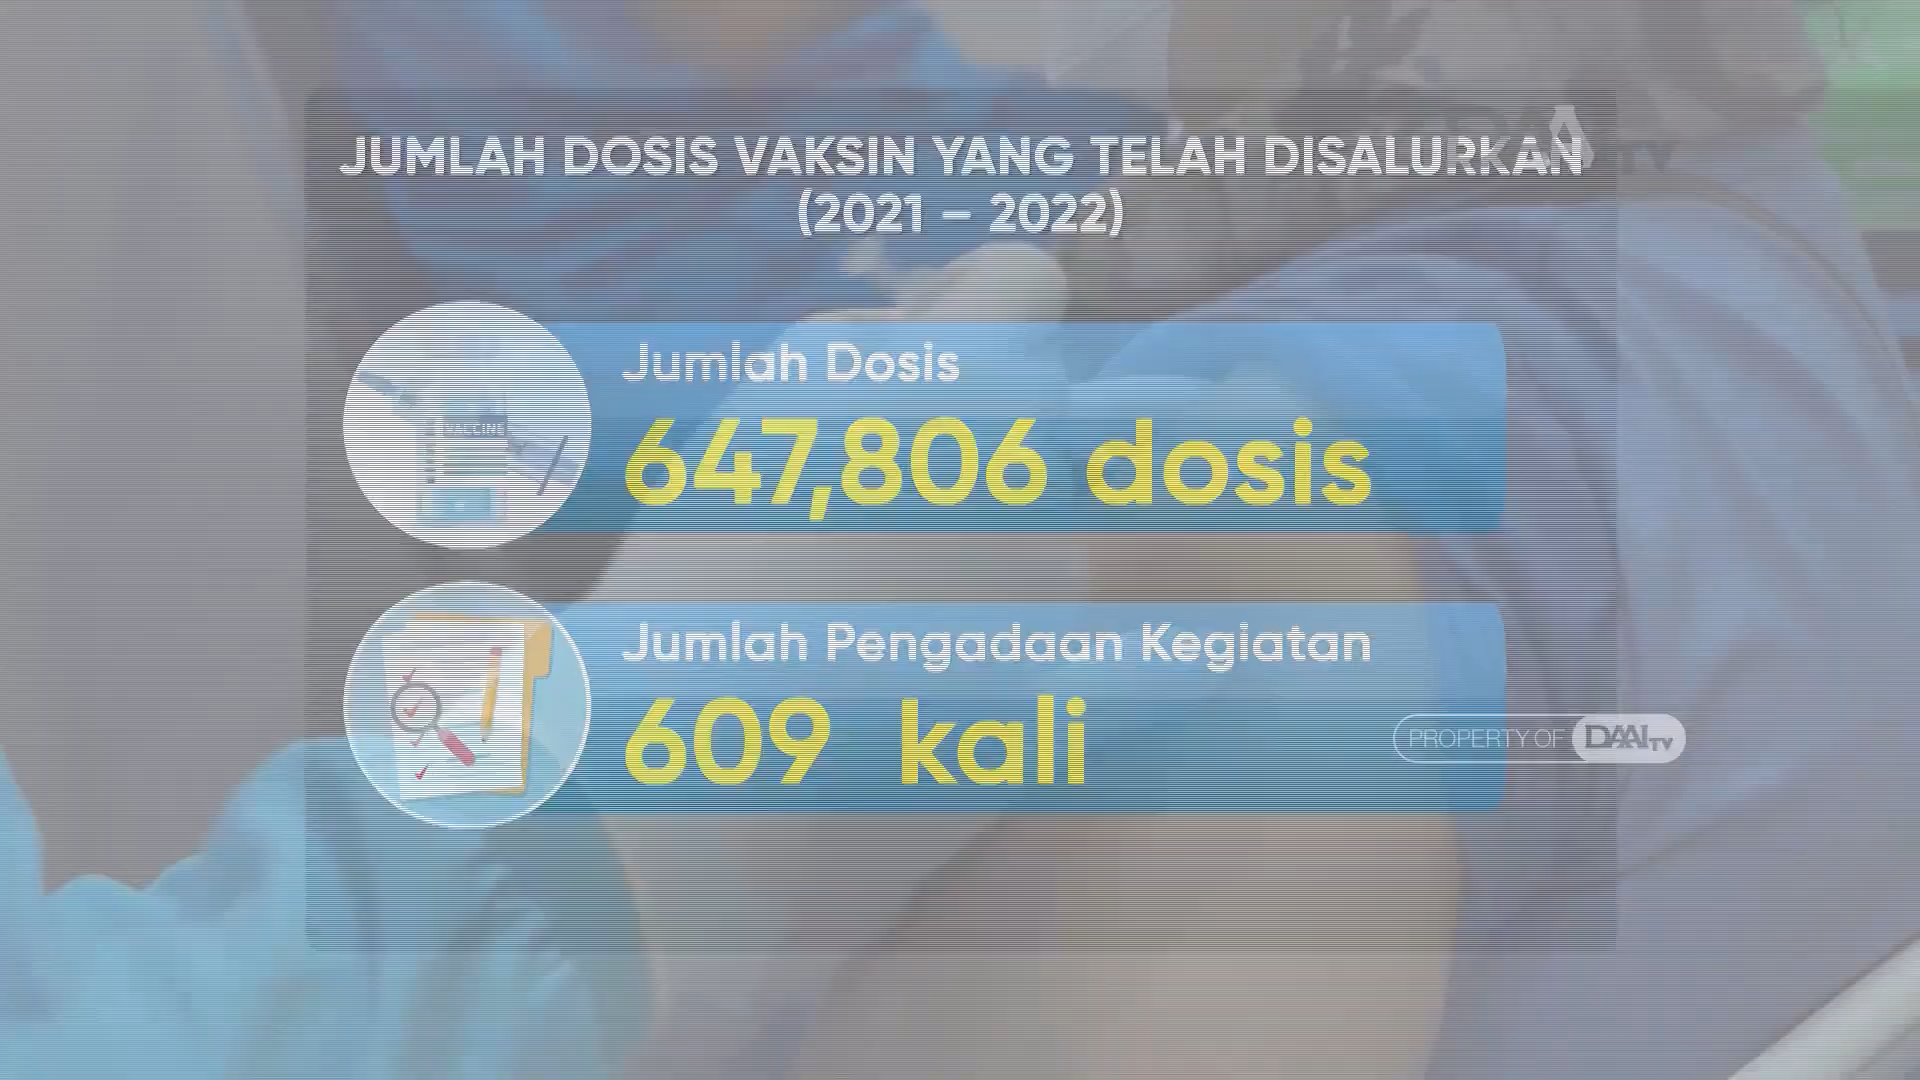 JUMLAH DOSIS VAKSIN YANG TELAH DISALURKAN
(2021 – 2022)
Jumlah Dosis
647,806 dosis
VACCINE
Jumlah Pengadaan Kegiatan
609 kali
PROPERTY OF DAAI TV